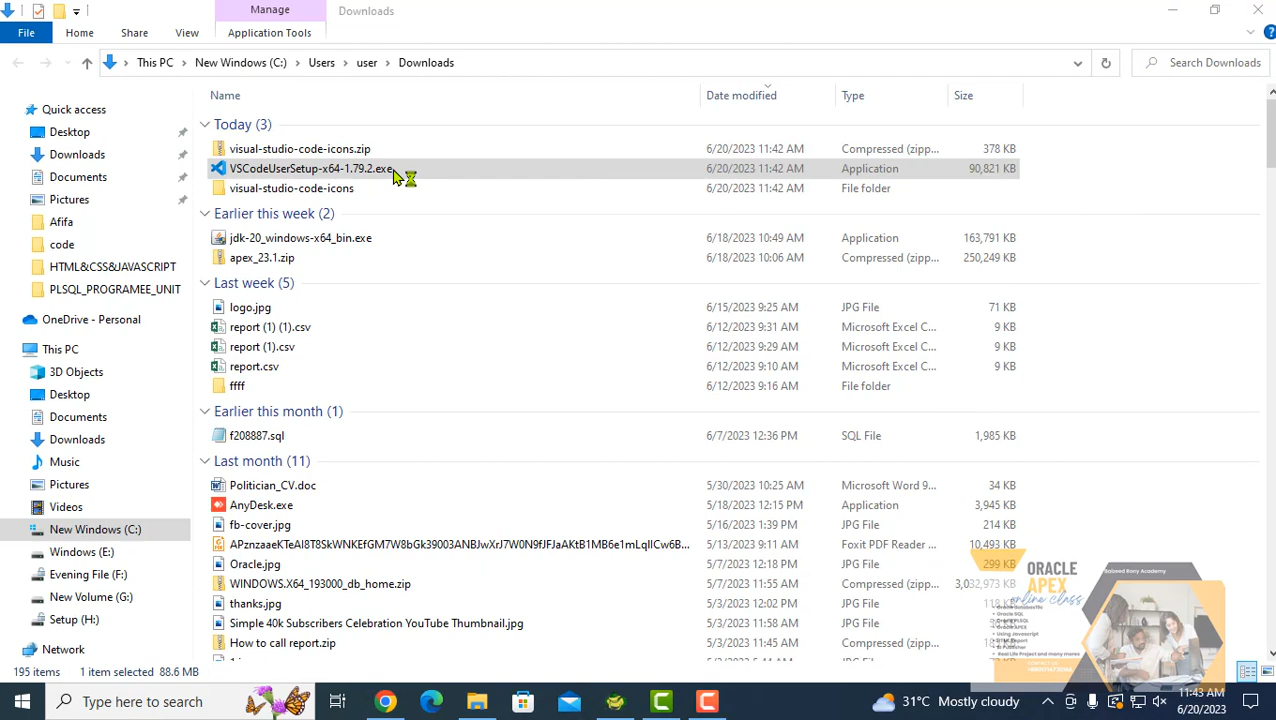 Manage
Downloads
File
Home
Share
View
Application Tools
This PC
New Windows (C:)
Users
user
Downloads
Search Downloads
Name
Date modified
Type
Size
Quick access
Desktop
Downloads
Documents
Pictures
Afifa
code
HTML&CSS&JAVASCRIPT
PLSQL_PROGRAMEE_UNIT
OneDrive - Personal
This PC
3D Objects
Desktop
Documents
Downloads
Music
Pictures
Videos
New Windows (C:)
Windows (E:)
Evening File (F:)
New Volume (G:)
Setup (H:)
Network
Today (3)
visual-studio-code-icons.zip 6/20/2023 11:42 AM Compressed (zipp... 378 KB
VSCodeUserSetup-x64-1.79.2.exe 6/20/2023 11:42 AM Application 90,821 KB
visual-studio-code-icons 6/20/2023 11:42 AM File folder
Earlier this week (2)
jdk-20_windows-x64_bin.exe 6/18/2023 10:49 AM Application 163,791 KB
apex_23.1.zip 6/18/2023 10:06 AM Compressed (zipp... 250,249 KB
Last week (5)
logo.jpg 6/15/2023 9:25 AM JPG File 71 KB
report (1) (1).csv 6/12/2023 9:31 AM Microsoft Excel C... 9 KB
report (1).csv 6/12/2023 9:29 AM Microsoft Excel C... 9 KB
report.csv 6/12/2023 9:10 AM Microsoft Excel C... 9 KB
ffff 6/12/2023 9:16 AM File folder
Earlier this month (1)
f208887.sql 6/7/2023 12:36 PM SQL File 1,985 KB
Last month (11)
Politician_CV.doc 5/30/2023 10:25 AM Microsoft Word 9... 34 KB
AnyDesk.exe 5/18/2023 12:15 PM Application 3,945 KB
fb-cover.jpg 5/16/2023 1:39 PM JPG File 214 KB
5/13/2023 9:11 AM Foxit PDF Reader ... 10,493 KB
Oracle.jpg 5/7/2023 12:18 PM JPG File 299 KB
WINDOWS.X64_193000_db_home.zip 5/7/2023 11:55 AM Compressed (zipp... 3,032,973 KB
thanks.jpg 5/3/2023 12:02 PM JPG File
Simple 40k Subscribers Celebration YouTube Thumbnail.jpg 5/3/2023 11:58 AM JPG File
How to call report.zip 5/3/2023 11:45 AM Compressed (zipp...
ORACLE
APEX
online class
195 items
1 item selected 88.6 MB
Type here to search
31°C Mostly cloudy
11:43 AM
6/20/2023